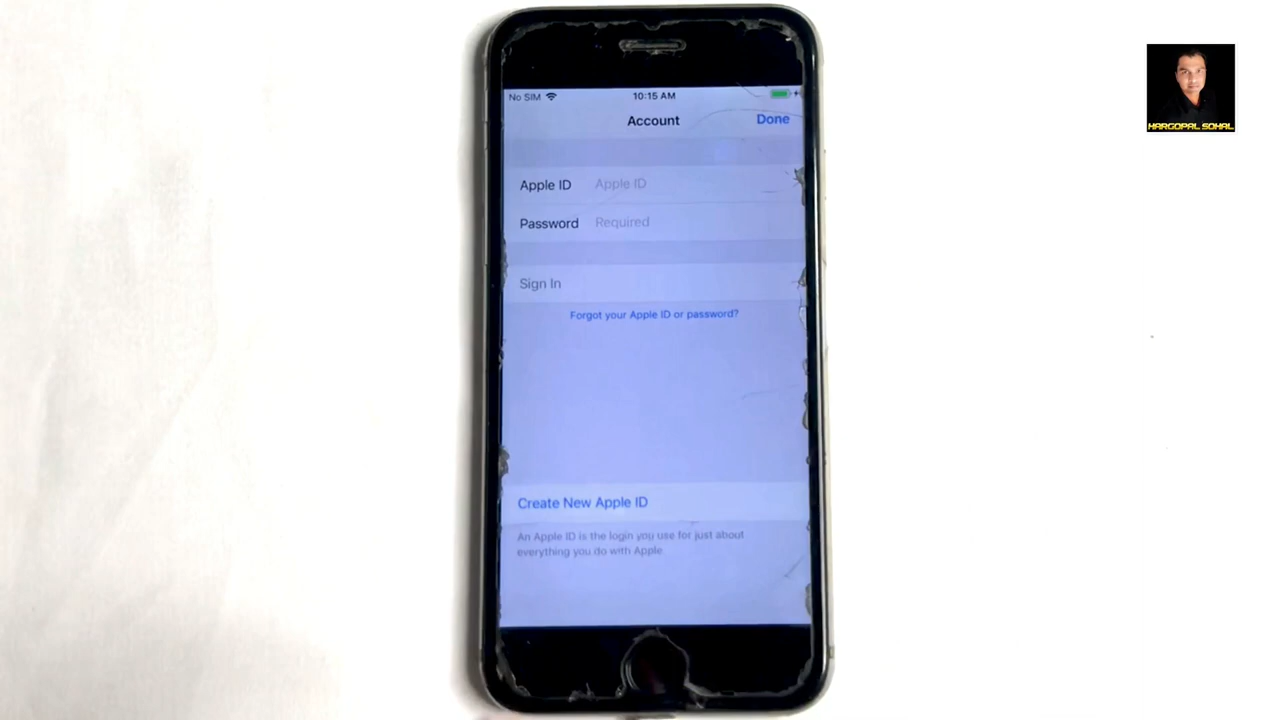 No SIM 10:15 AM
Account Done
Apple ID Apple ID
Password Required
Sign In
Forgot your Apple ID or password?
Create New Apple ID
An Apple ID is the login you use for just about
everything you do with Apple.
HARGOPAL SOHAL